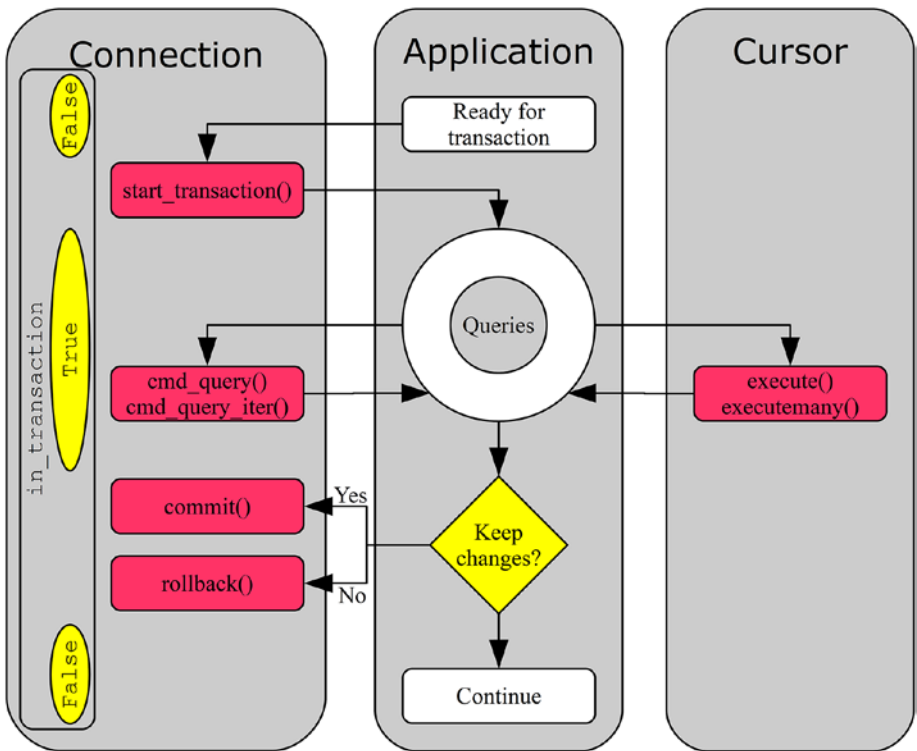 Connection
Application
Cursor
False
Ready for
transaction
start_transaction()
in_transaction
True
Queries
cmd_query()
cmd_query_iter()
execute()
executemany()
commit()
Yes
Keep
changes?
rollback()
No
False
Continue